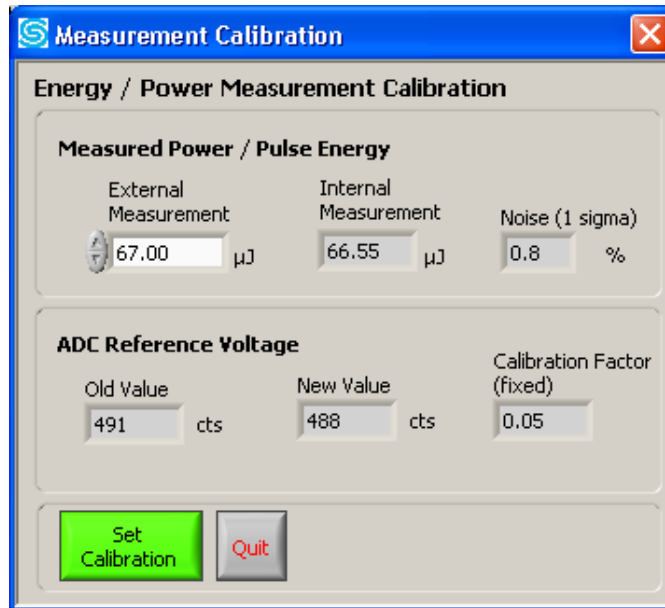 Measurement Calibration
Energy / Power Measurement Calibration
Measured Power / Pulse Energy
External
Measurement
67.00 µJ
Internal
Measurement
66.55 µJ
Noise (1 sigma)
0.8 %
ADC Reference Voltage
Old Value
491 cts
New Value
488 cts
Calibration Factor
(fixed)
0.05
Set
Calibration
Quit